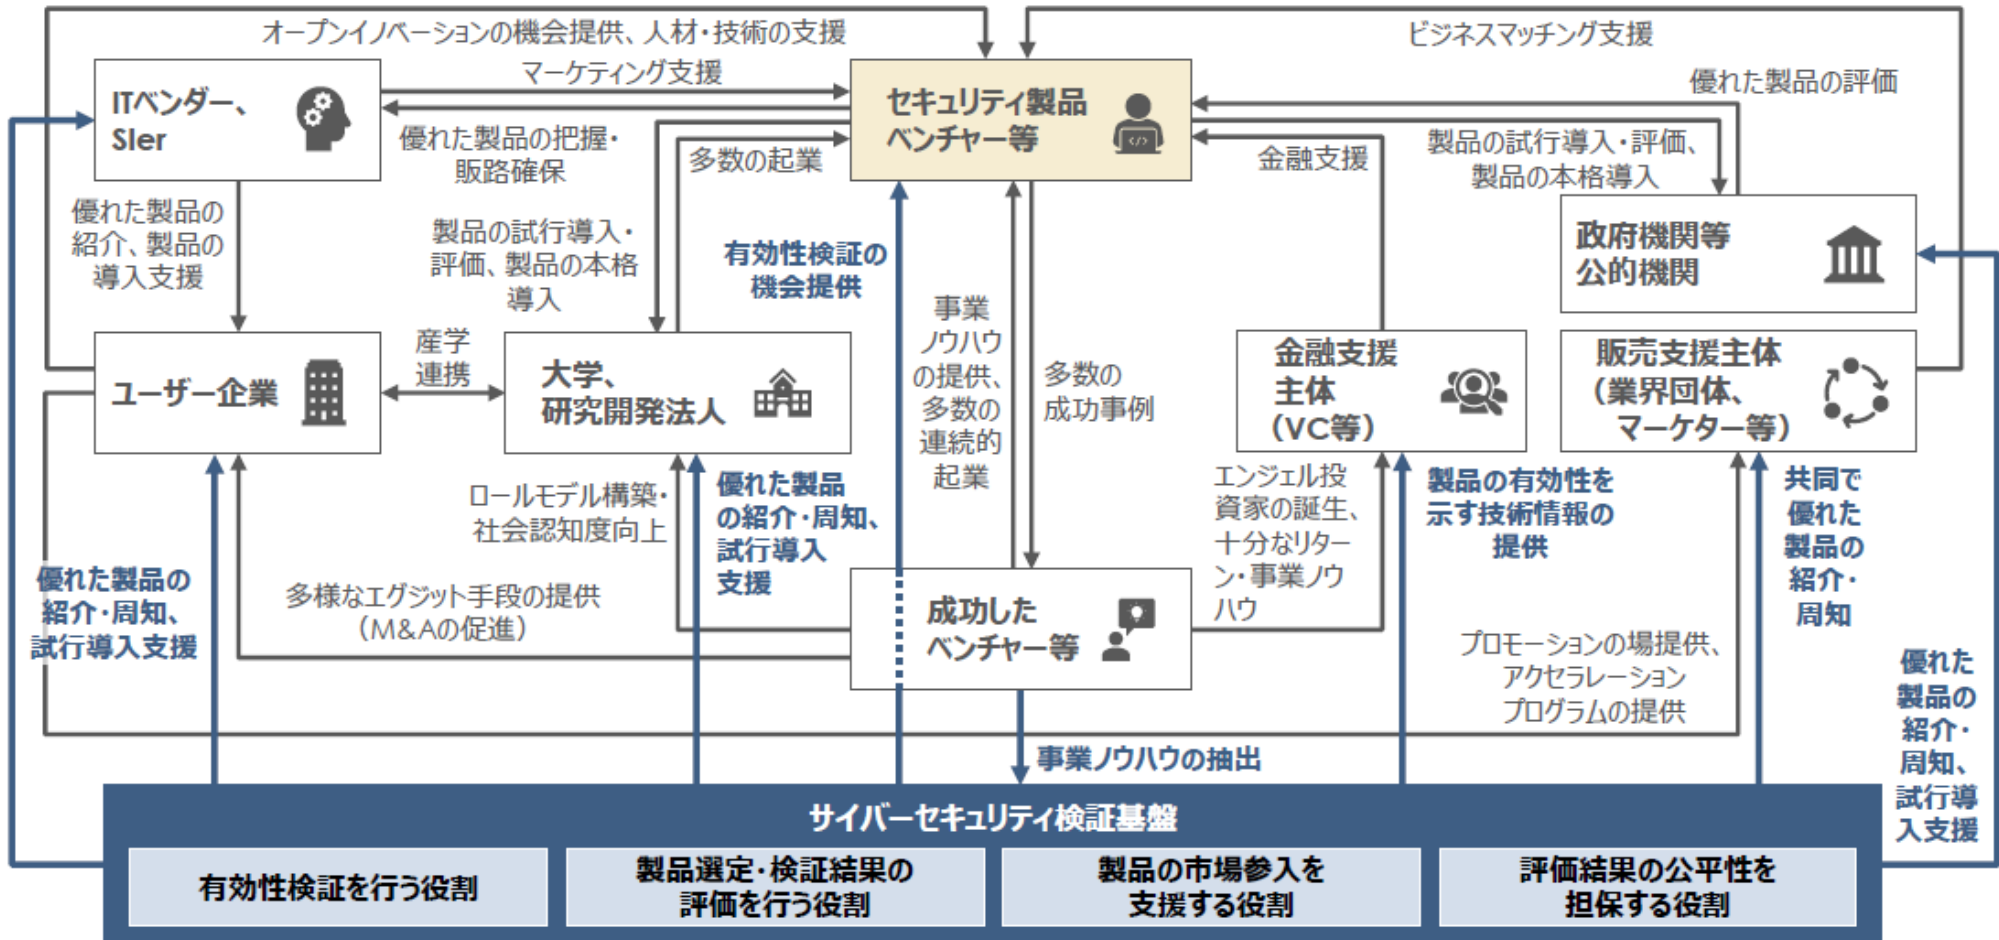 オープンイノベーションの機会提供、人材・技術の支援
ビジネスマッチング支援
マーケティング支援
優れた製品の評価
ITベンダー、
SIer
セキュリティ製品
ベンチャー等
優れた製品の把握・
販路確保
多数の起業
金融支援
製品の試行導入・評価、
製品の本格導入
優れた製品の
紹介、製品の
導入支援
製品の試行導入・
評価、製品の本格
導入
有効性検証の
機会提供
政府機関等
公的機関
事業
ノウハウ
の提供、
多数の
連続的
起業
多数の
成功事例
産学
連携
ユーザー企業
大学、
研究開発法人
金融支援
主体
（VC等）
販売支援主体
（業界団体、
マーケター等）
ロールモデル構築・
社会認知度向上
優れた製品
の紹介・周知、
試行導入
支援
エンジェル投
資家の誕生、
十分なリター
ン・事業ノウ
ハウ
製品の有効性を
示す技術情報の
提供
共同で
優れた
製品の
紹介・
周知
優れた製品の
紹介・周知、
試行導入支援
多様なエグジット手段の提供
（M&Aの促進）
成功した
ベンチャー等
プロモーションの場提供、
アクセラレーション
プログラムの提供
優れた
製品の
紹介・
周知、
試行導
入支援
事業ノウハウの抽出
サイバーセキュリティ検証基盤
有効性検証を行う役割
製品選定・検証結果の
評価を行う役割
製品の市場参入を
支援する役割
評価結果の公平性を
担保する役割